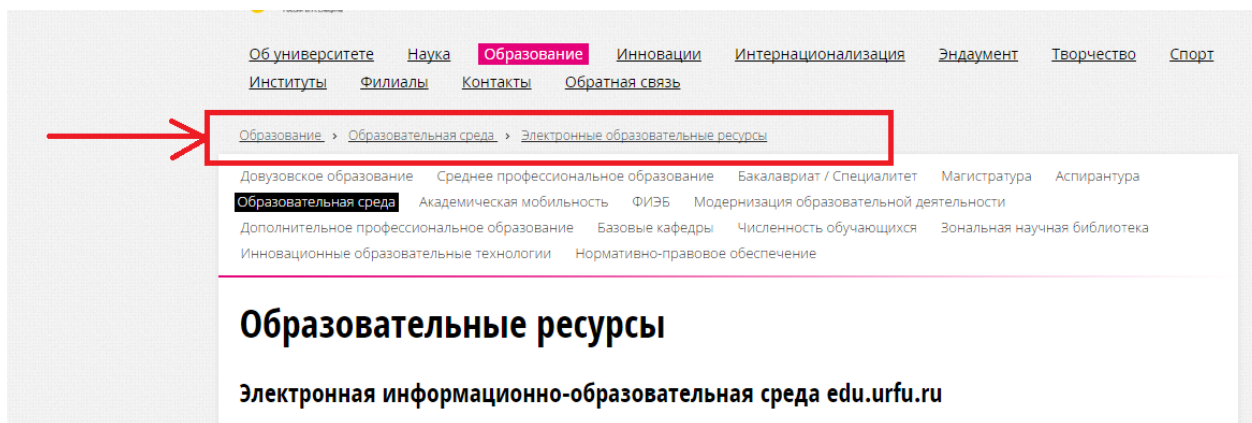 Об университете Наука Образование Инновации Интернационализация Эндаумент Творчество Спорт
Институты Филиалы Контакты Обратная связь
Образование › Образовательная среда › Электронные образовательные ресурсы
Довузовское образование Среднее профессиональное образование Бакалавриат / Специалитет Магистратура Аспирантура
Образовательная среда Академическая мобильность ФИЭБ Модернизация образовательной деятельности
Дополнительное профессиональное образование Базовые кафедры Численность обучающихся Зональная научная библиотека
Инновационные образовательные технологии Нормативно-правовое обеспечение
Образовательные ресурсы
Электронная информационно-образовательная среда edu.urfu.ru